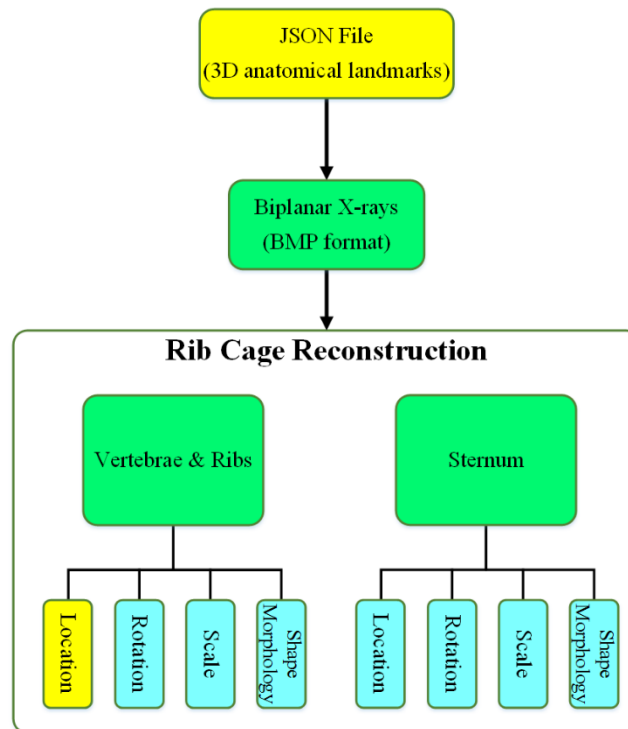 JSON File
(3D anatomical landmarks)
Biplanar X-rays
(BMP format)
Rib Cage Reconstruction
Vertebrae & Ribs
Sternum
Location
Rotation
Scale
Shape
Morphology
Location
Rotation
Scale
Shape
Morphology